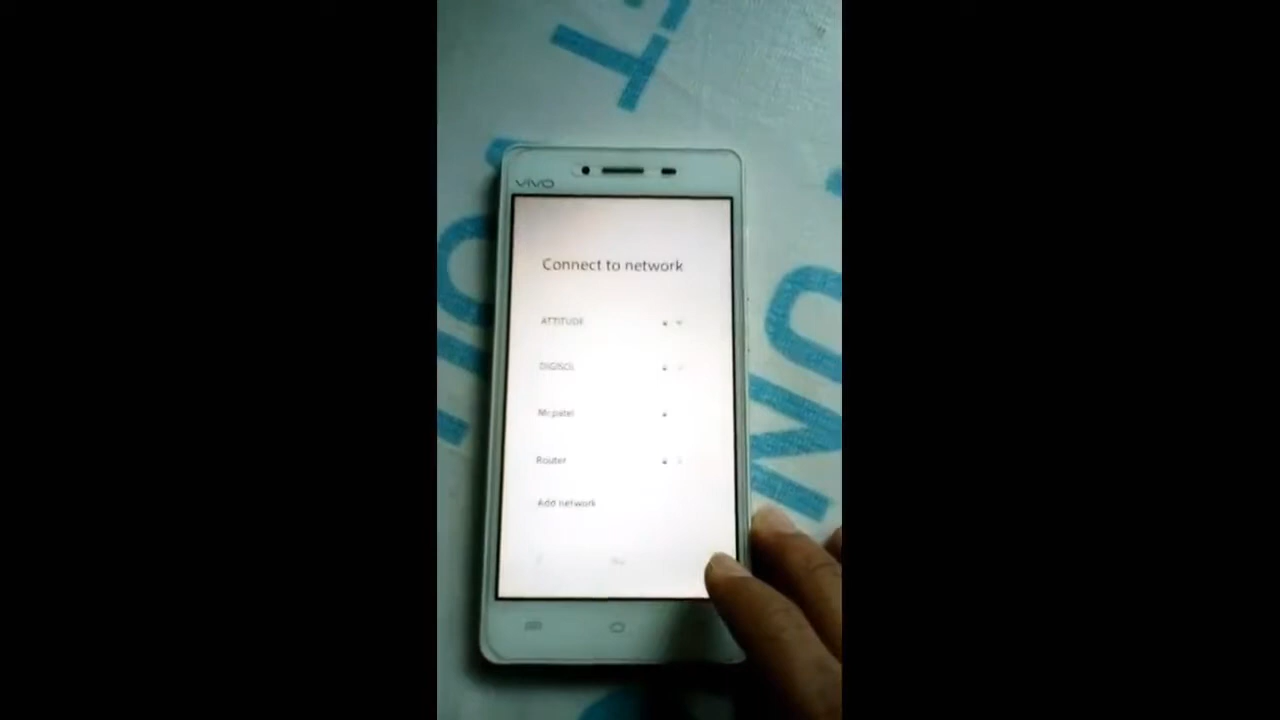 vivo
Connect to network
ATTITUDE
DIGISOL
Mr.patel
Router
Add network